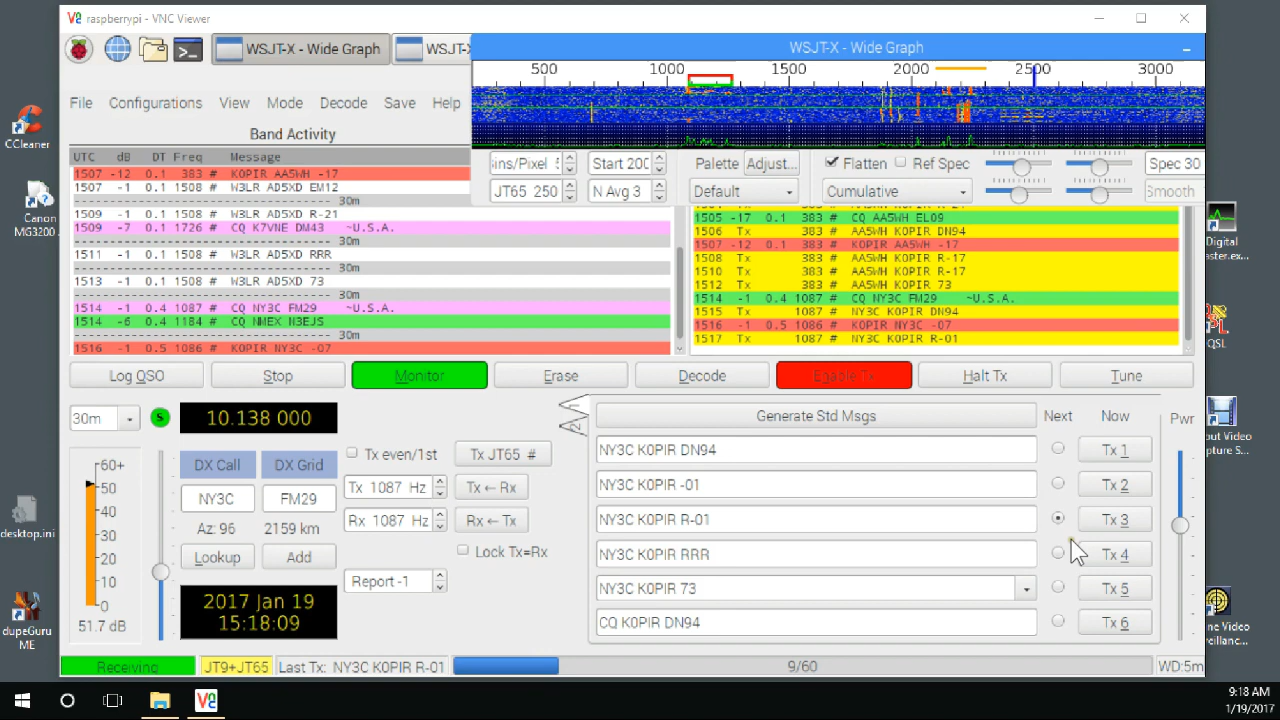 raspberrypi - VNC Viewer
WSJT-X - Wide Graph
WSJT-X
WSJT-X - Wide Graph
500 1000 1500 2000 2500 3000
File Configurations View Mode Decode Save Help
Band Activity
ins/Pixel 5 Start 200 Palette Adjust... Flatten Ref Spec Spec 30
JT65 250 N Avg 3 Default Cumulative Smooth
UTC dB DT Freq Message
1507 -12 0.1 383 # K0PIR AA5WH -17
1507 -1 0.1 1508 # W3LR AD5XD EM12
30m
1509 -1 0.1 1508 # W3LR AD5XD R-21
1509 -7 0.1 1726 # CQ K7VNE DM43 ~U.S.A.
30m
1511 -1 0.1 1508 # W3LR AD5XD RRR
30m
1513 -1 0.1 1508 # W3LR AD5XD 73
30m
1514 -1 0.4 1087 # CQ NY3C FM29 ~U.S.A.
1514 -6 0.4 1184 # CQ NMEX N3EJS
30m
1516 -1 0.5 1086 # K0PIR NY3C -07
1505 -17 0.1 383 # CQ AA5WH EL09
1506 Tx 383 # AA5WH K0PIR DN94
1507 -12 0.1 383 # K0PIR AA5WH -17
1508 Tx 383 # AA5WH K0PIR R-17
1510 Tx 383 # AA5WH K0PIR R-17
1512 Tx 383 # AA5WH K0PIR 73
1514 -1 0.4 1087 # CQ NY3C FM29 ~U.S.A.
1515 Tx 1087 # NY3C K0PIR DN94
1516 -1 0.5 1086 # K0PIR NY3C -07
1517 Tx 1087 # NY3C K0PIR R-01
Log QSO Stop Monitor Erase Decode Enable Tx Halt Tx Tune
30m S 10.138 000
1
2
Generate Std Msgs Next Now Pwr
Tx even/1st Tx JT65 #
DX Call DX Grid
NY3C FM29
Tx 1087 Hz Tx ← Rx
Az: 96 2159 km
Rx 1087 Hz Rx ← Tx
Lookup Add
Lock Tx=Rx
Report -1
2017 Jan 19
15:18:09
+60+
50
40
30
20
10
0
51.7 dB
NY3C K0PIR DN94 Tx 1
NY3C K0PIR -01 Tx 2
NY3C K0PIR R-01 Tx 3
NY3C K0PIR RRR Tx 4
NY3C K0PIR 73 Tx 5
CQ K0PIR DN94 Tx 6
Receiving JT9+JT65 Last Tx: NY3C K0PIR R-01 9/60 WD:5m
CCleaner
Canon
MG3200
desktop.ini
dupeGuru
ME
Digital
aster.ex...
QSL
out Video
pture S...
ne Video
veillanc...
9:18 AM
1/19/2017